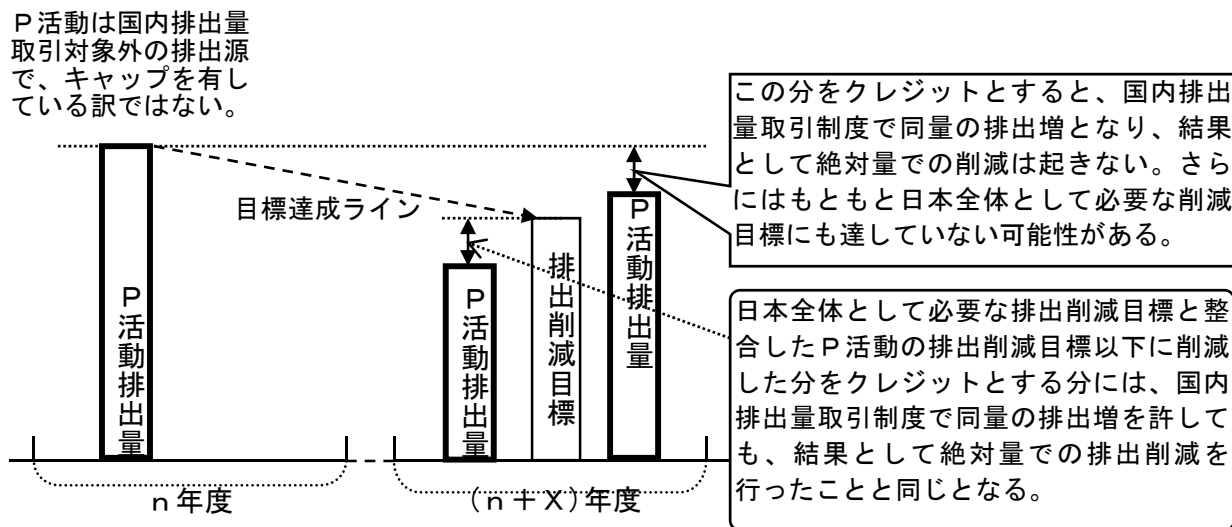 Ｐ活動は国内排出量
取引対象外の排出源
で、キャップを有し
ている訳ではない。
この分をクレジットとすると、国内排出
量取引制度で同量の排出増となり、結果
として絶対量での削減は起きない。さら
にはもともと日本全体として必要な削減
目標にも達していない可能性がある。
目標達成ライン
Ｐ活動排出量
Ｐ活動排出量
排出削減目標
Ｐ活動排出量
日本全体として必要な排出削減目標と整
合したＰ活動の排出削減目標以下に削減
した分をクレジットとする分には、国内
排出量取引制度で同量の排出増を許して
も、結果として絶対量での排出削減を
行ったことと同じとなる。
ｎ年度
(ｎ＋Ｘ)年度